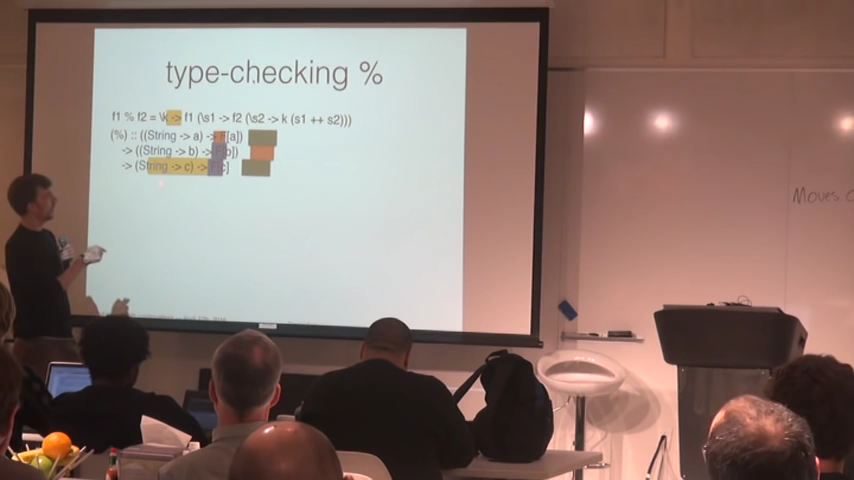 type-checking %
f1 % f2 = \k -> f1 (\s1 -> f2 (\s2 -> k (s1 ++ s2)))
(%) :: ((String -> a) -> F[a])
-> ((String -> b) -> F[b])
-> (String -> c) -> F[c]
Moves